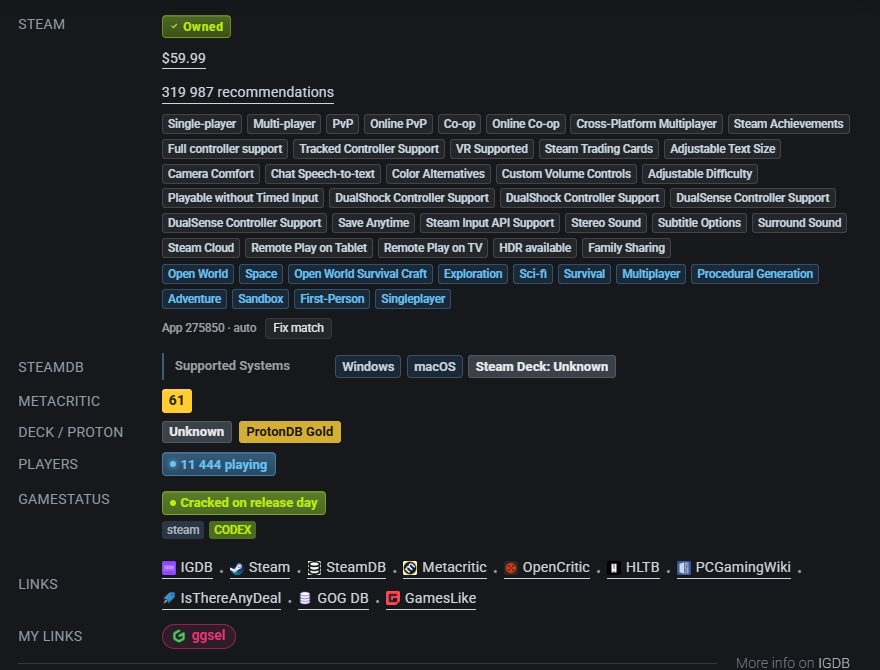 STEAM
✓ Owned
$59.99
319 987 recommendations
Single-player Multi-player PvP Online PvP Co-op Online Co-op Cross-Platform Multiplayer Steam Achievements
Full controller support Tracked Controller Support VR Supported Steam Trading Cards Adjustable Text Size
Camera Comfort Chat Speech-to-text Color Alternatives Custom Volume Controls Adjustable Difficulty
Playable without Timed Input DualShock Controller Support DualShock Controller Support DualSense Controller Support
DualSense Controller Support Save Anytime Steam Input API Support Stereo Sound Subtitle Options Surround Sound
Steam Cloud Remote Play on Tablet Remote Play on TV HDR available Family Sharing
Open World Space Open World Survival Craft Exploration Sci-fi Survival Multiplayer Procedural Generation
Adventure Sandbox First-Person Singleplayer
App 275850 · auto Fix match
STEAMDB Supported Systems Windows macOS Steam Deck: Unknown
METACRITIC 61
DECK / PROTON Unknown ProtonDB Gold
PLAYERS 11 444 playing
GAMESTATUS Cracked on release day
steam CODEX
LINKS
IGDB . Steam . SteamDB . Metacritic . OpenCritic . HLTB . PCGamingWiki .
IsThereAnyDeal . GOG DB . GamesLike
MY LINKS ggsel
More info on IGDB